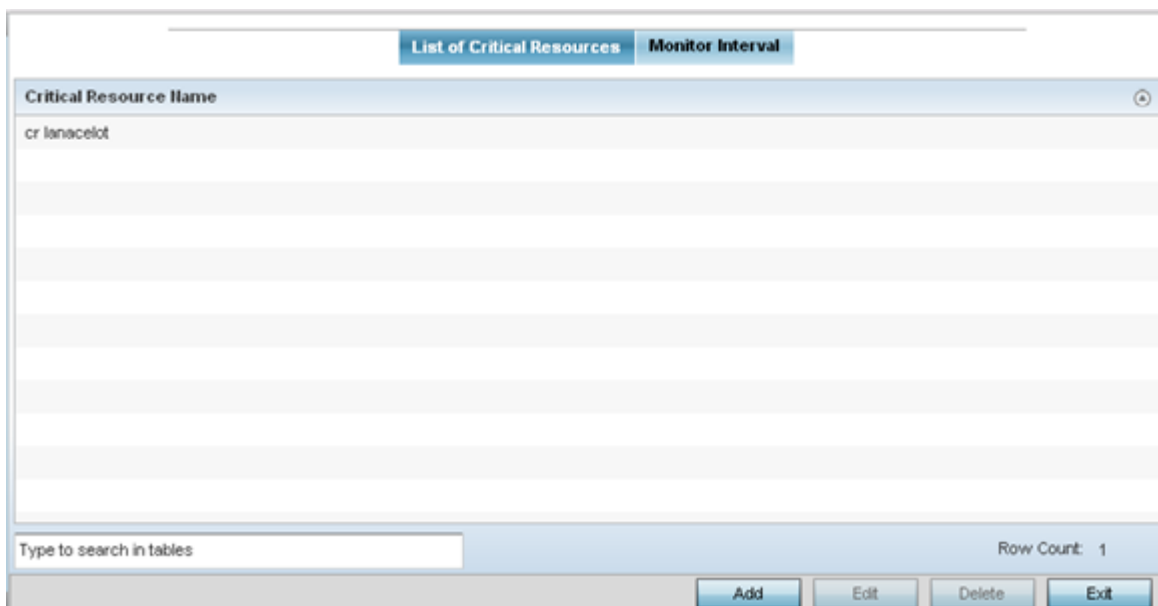 List of Critical Resources Monitor Interval
Critical Resource Name
cr lanacelot
Type to search in tables Row Count: 1
Add Edit Delete Exit